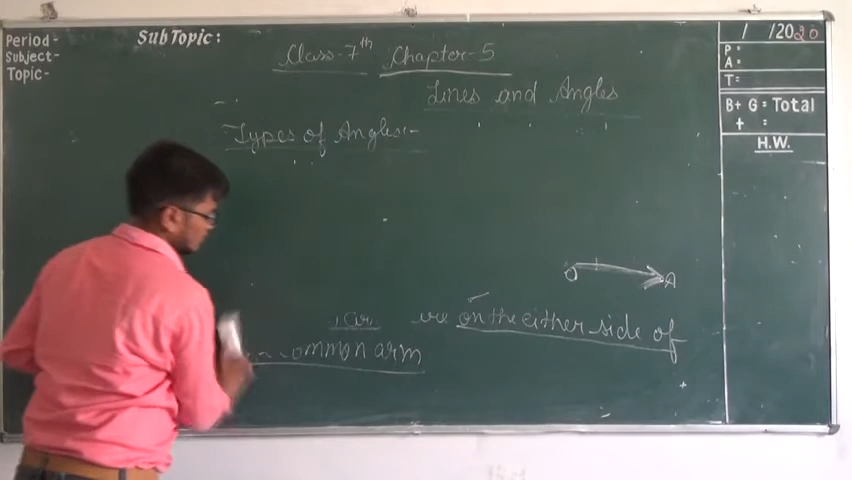 Period-
Subject-
Topic-
Sub Topic:
Class-7th Chapter-5
Lines and Angles
Types of Angles:-
O A
are on the either side of
common arm
/ /2020
P:
A:
T:
B+ G = Total
+ =
H.W.